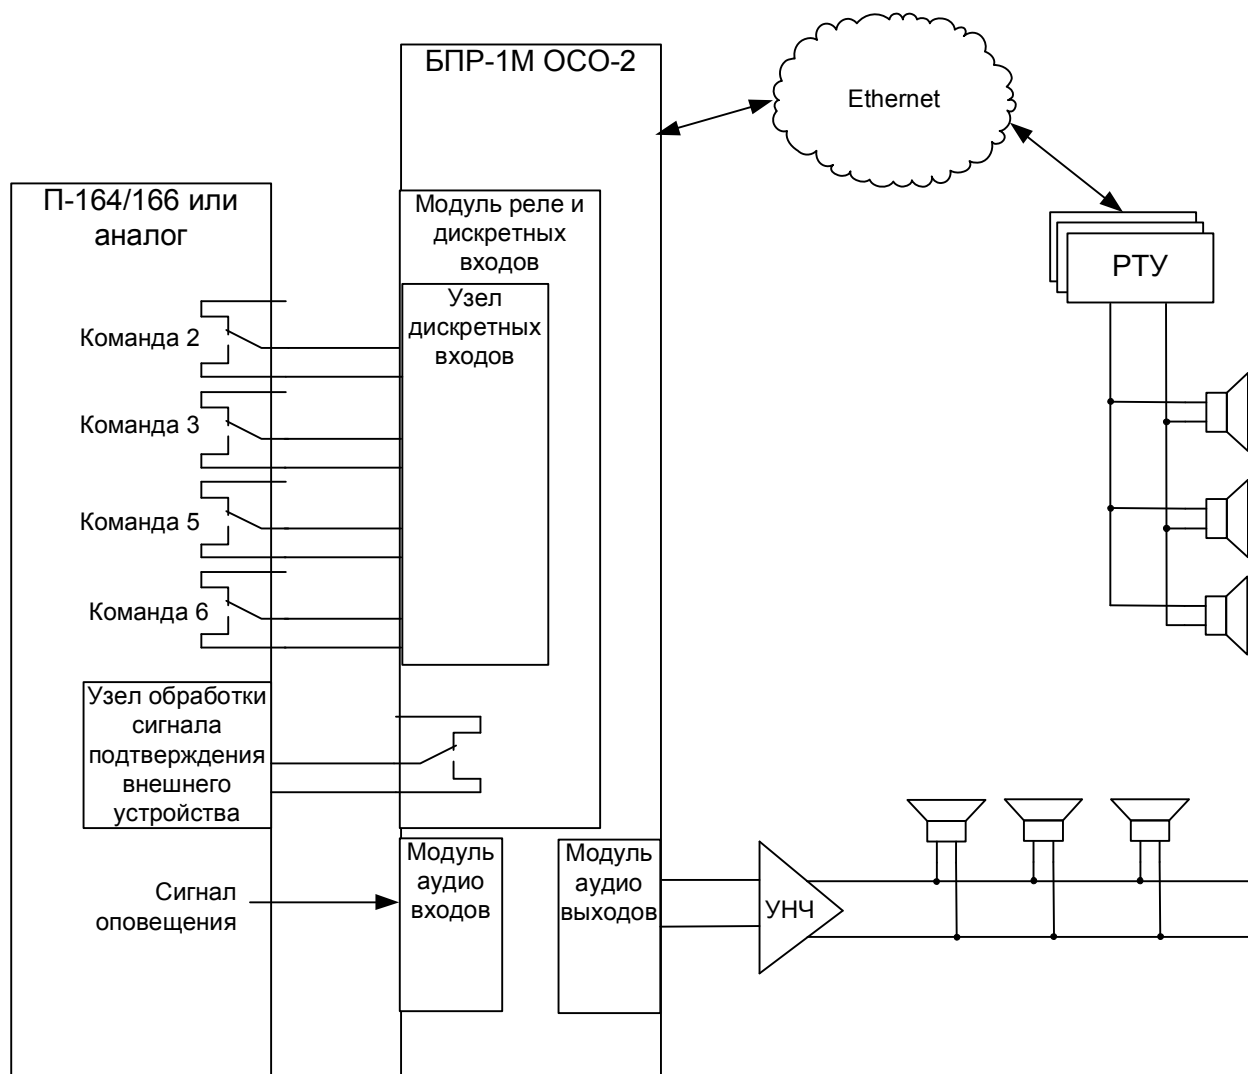 БПР-1М ОСО-2
Ethernet
П-164/166 или
аналог
Модуль реле и
дискретных
входов
РТУ
Узел
дискретных
входов
Команда 2
Команда 3
Команда 5
Команда 6
Узел обработки
сигнала
подтверждения
внешнего
устройства
Сигнал
оповещения
Модуль
аудио
входов
Модуль
аудио
выходов
УНЧ